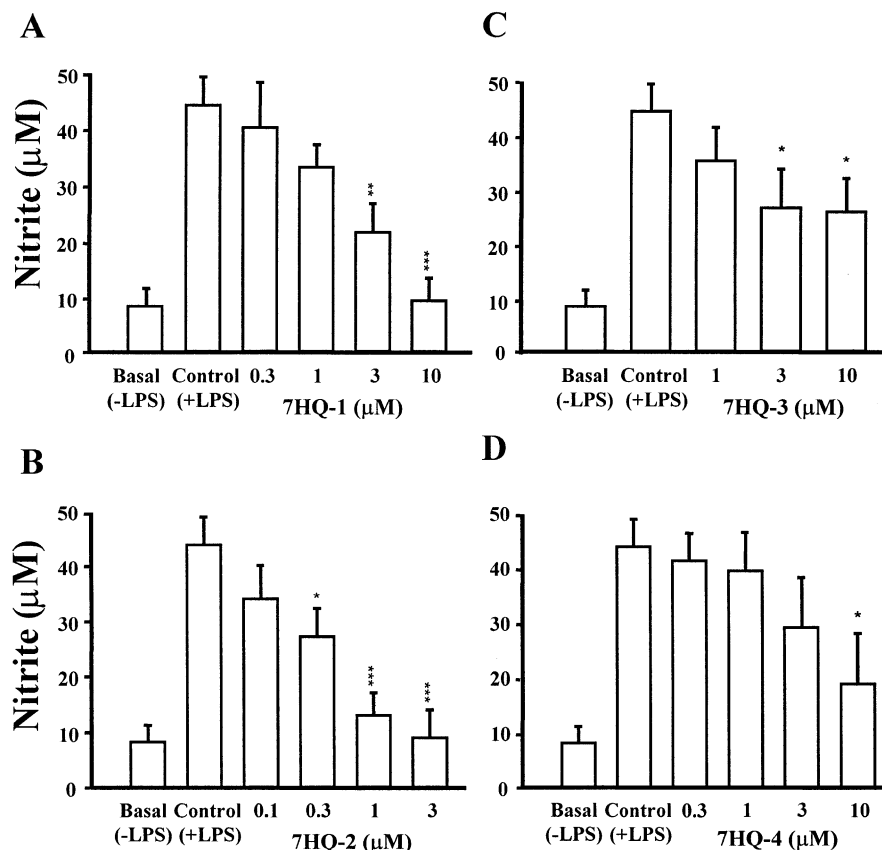 A
Nitrite (μM)
50
40
30
20
10
0
**
***
Basal Control 0.3 1 3 10
(-LPS) (+LPS) 7HQ-1 (μM)
C
50
40
30
20
10
0
*
*
Basal Control 1 3 10
(-LPS) (+LPS) 7HQ-3 (μM)
B
Nitrite (μM)
50
40
30
20
10
0
*
***
***
Basal Control 0.1 0.3 1 3
(-LPS) (+LPS) 7HQ-2 (μM)
D
50
40
30
20
10
0
*
Basal Control 0.3 1 3 10
(-LPS) (+LPS) 7HQ-4 (μM)